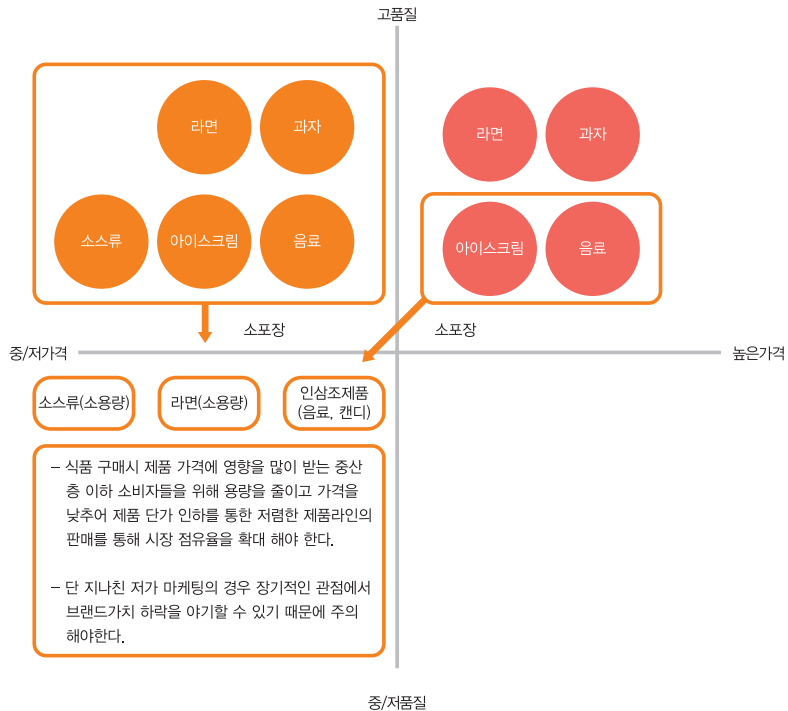 고품질
라면
과자
라면
과자
소스류
아이스크림
음료
아이스크림
음료
소포장
소포장
중/저가격
높은가격
소스류(소용량)
라면(소용량)
인삼조제품
(음료, 캔디)
– 식품 구매시 제품 가격에 영향을 많이 받는 중산
층 이하 소비자들을 위해 용량을 줄이고 가격을
낮추어 제품 단가 인하를 통한 저렴한 제품라인의
판매를 통해 시장 점유율을 확대 해야 한다.
– 단 지나친 저가 마케팅의 경우 장기적인 관점에서
브랜드가치 하락을 야기할 수 있기 때문에 주의
해야한다.
중/저품질